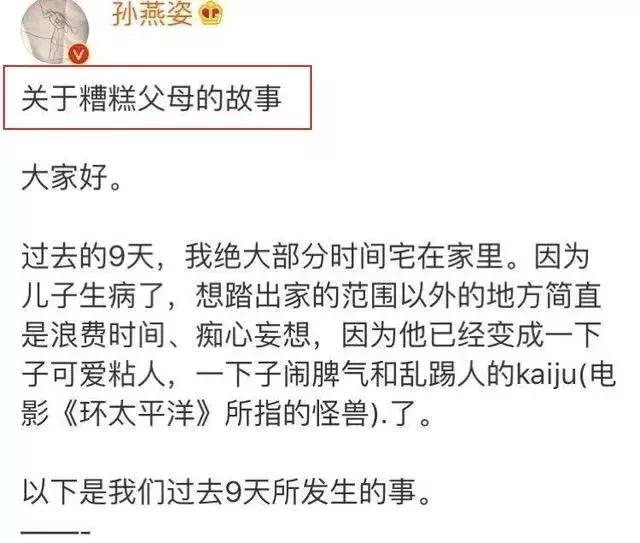 孙燕姿
关于糟糕父母的故事
大家好。
过去的9天，我绝大部分时间宅在家里。因为
儿子生病了，想踏出家的范围以外的地方简直
是浪费时间、痴心妄想，因为他已经变成一下
子可爱粘人，一下子闹脾气和乱踢人的kaiju(电
影《环太平洋》所指的怪兽).了。
以下是我们过去9天所发生的事。
——-